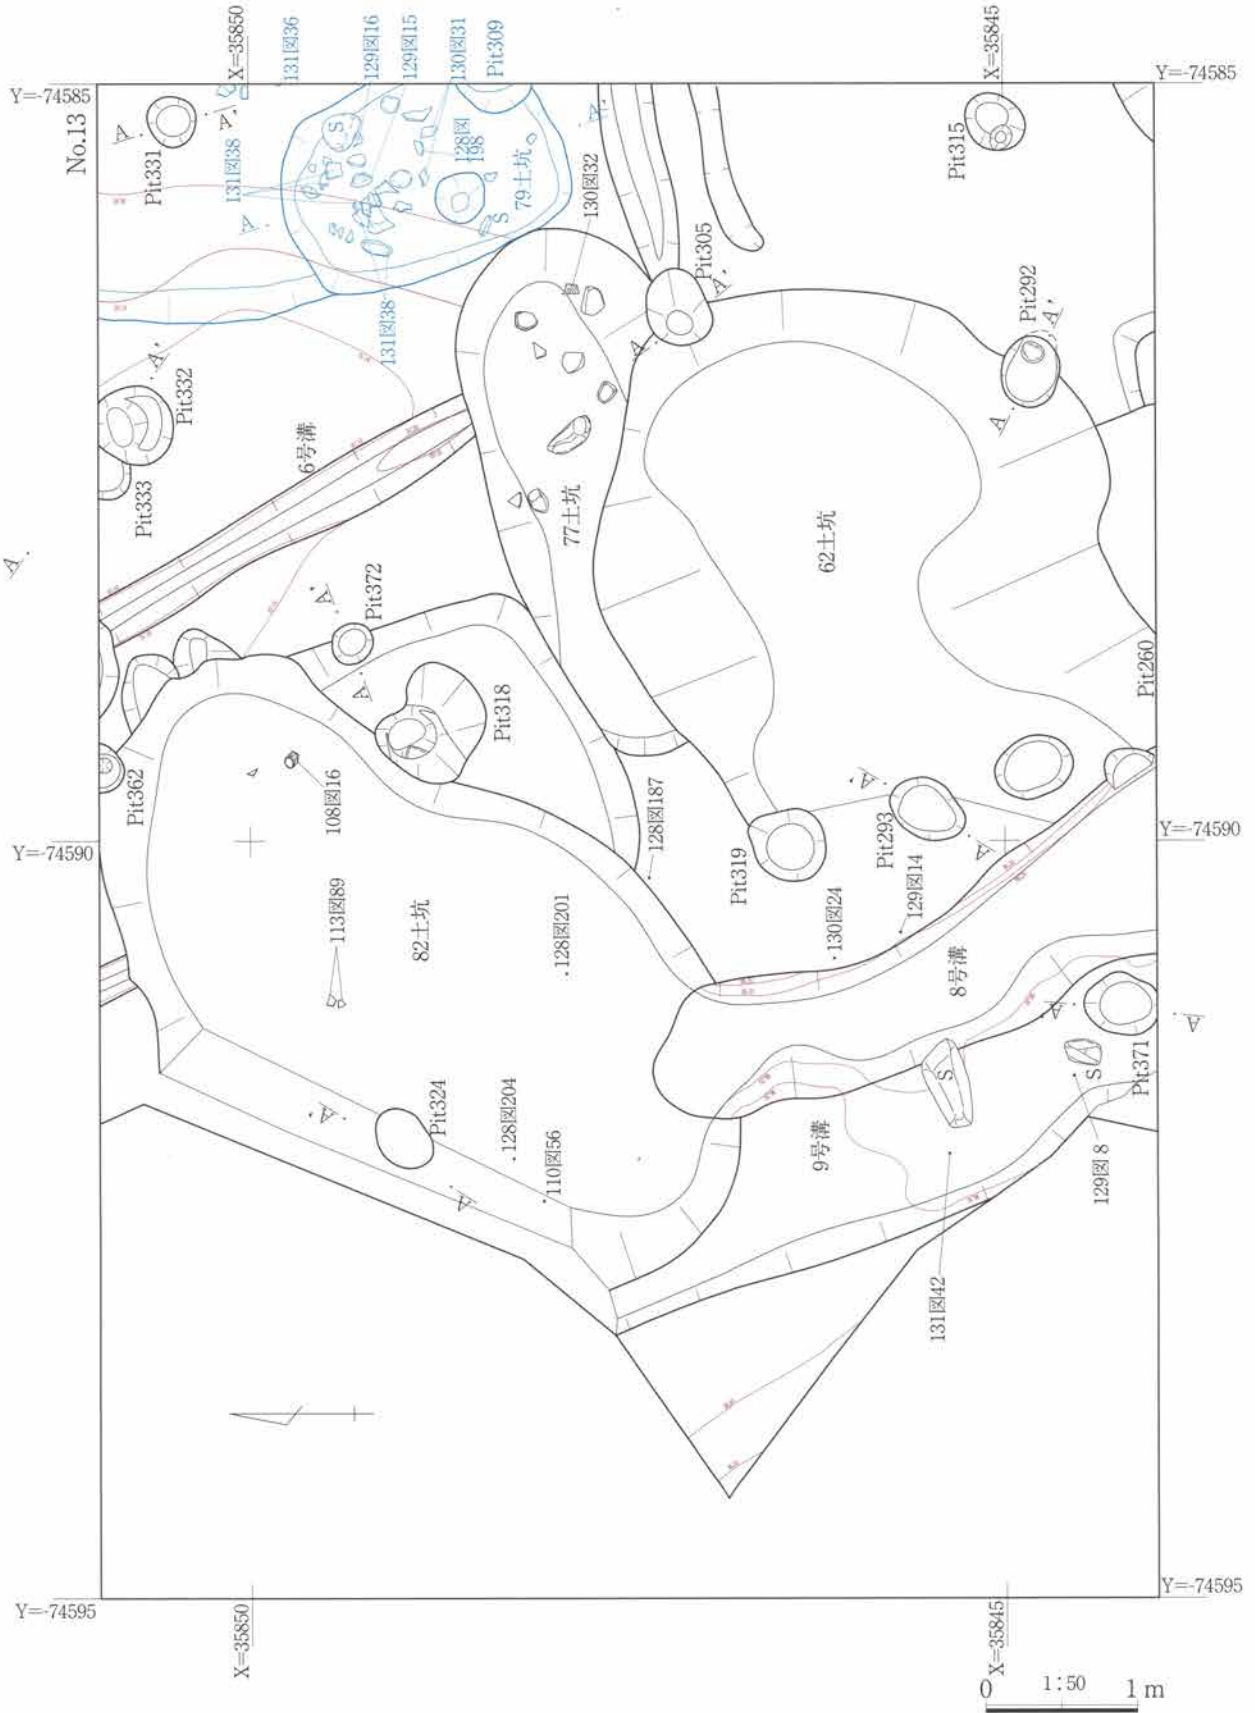 X=35850
131図36
129図16
129図15
130図31
Pit309
X=35845
Y=-74585
Y=-74585
No.13
Pit331
A
A'
131図38
A
S
128図
198
79土坑
S
A'
130図32
Pit315
131図38
Pit305
A'
A
Pit292
A'
A
Pit332
A'
Pit333
6号溝
A
77土坑
62土坑
Pit372
A'
A
Pit318
Pit260
Pit362
108図16
128図187
Pit319
Pit293
A'
A
Y=-74590
Y=-74590
113図89
82土坑
128図201
130図24
129図14
8号溝
A'
A
Pit371
S
S
A'
Pit324
A
128図204
110図56
9号溝
129図8
131図42
Y=-74595
Y=-74595
X=35850
X=35845
0 1:50 1m